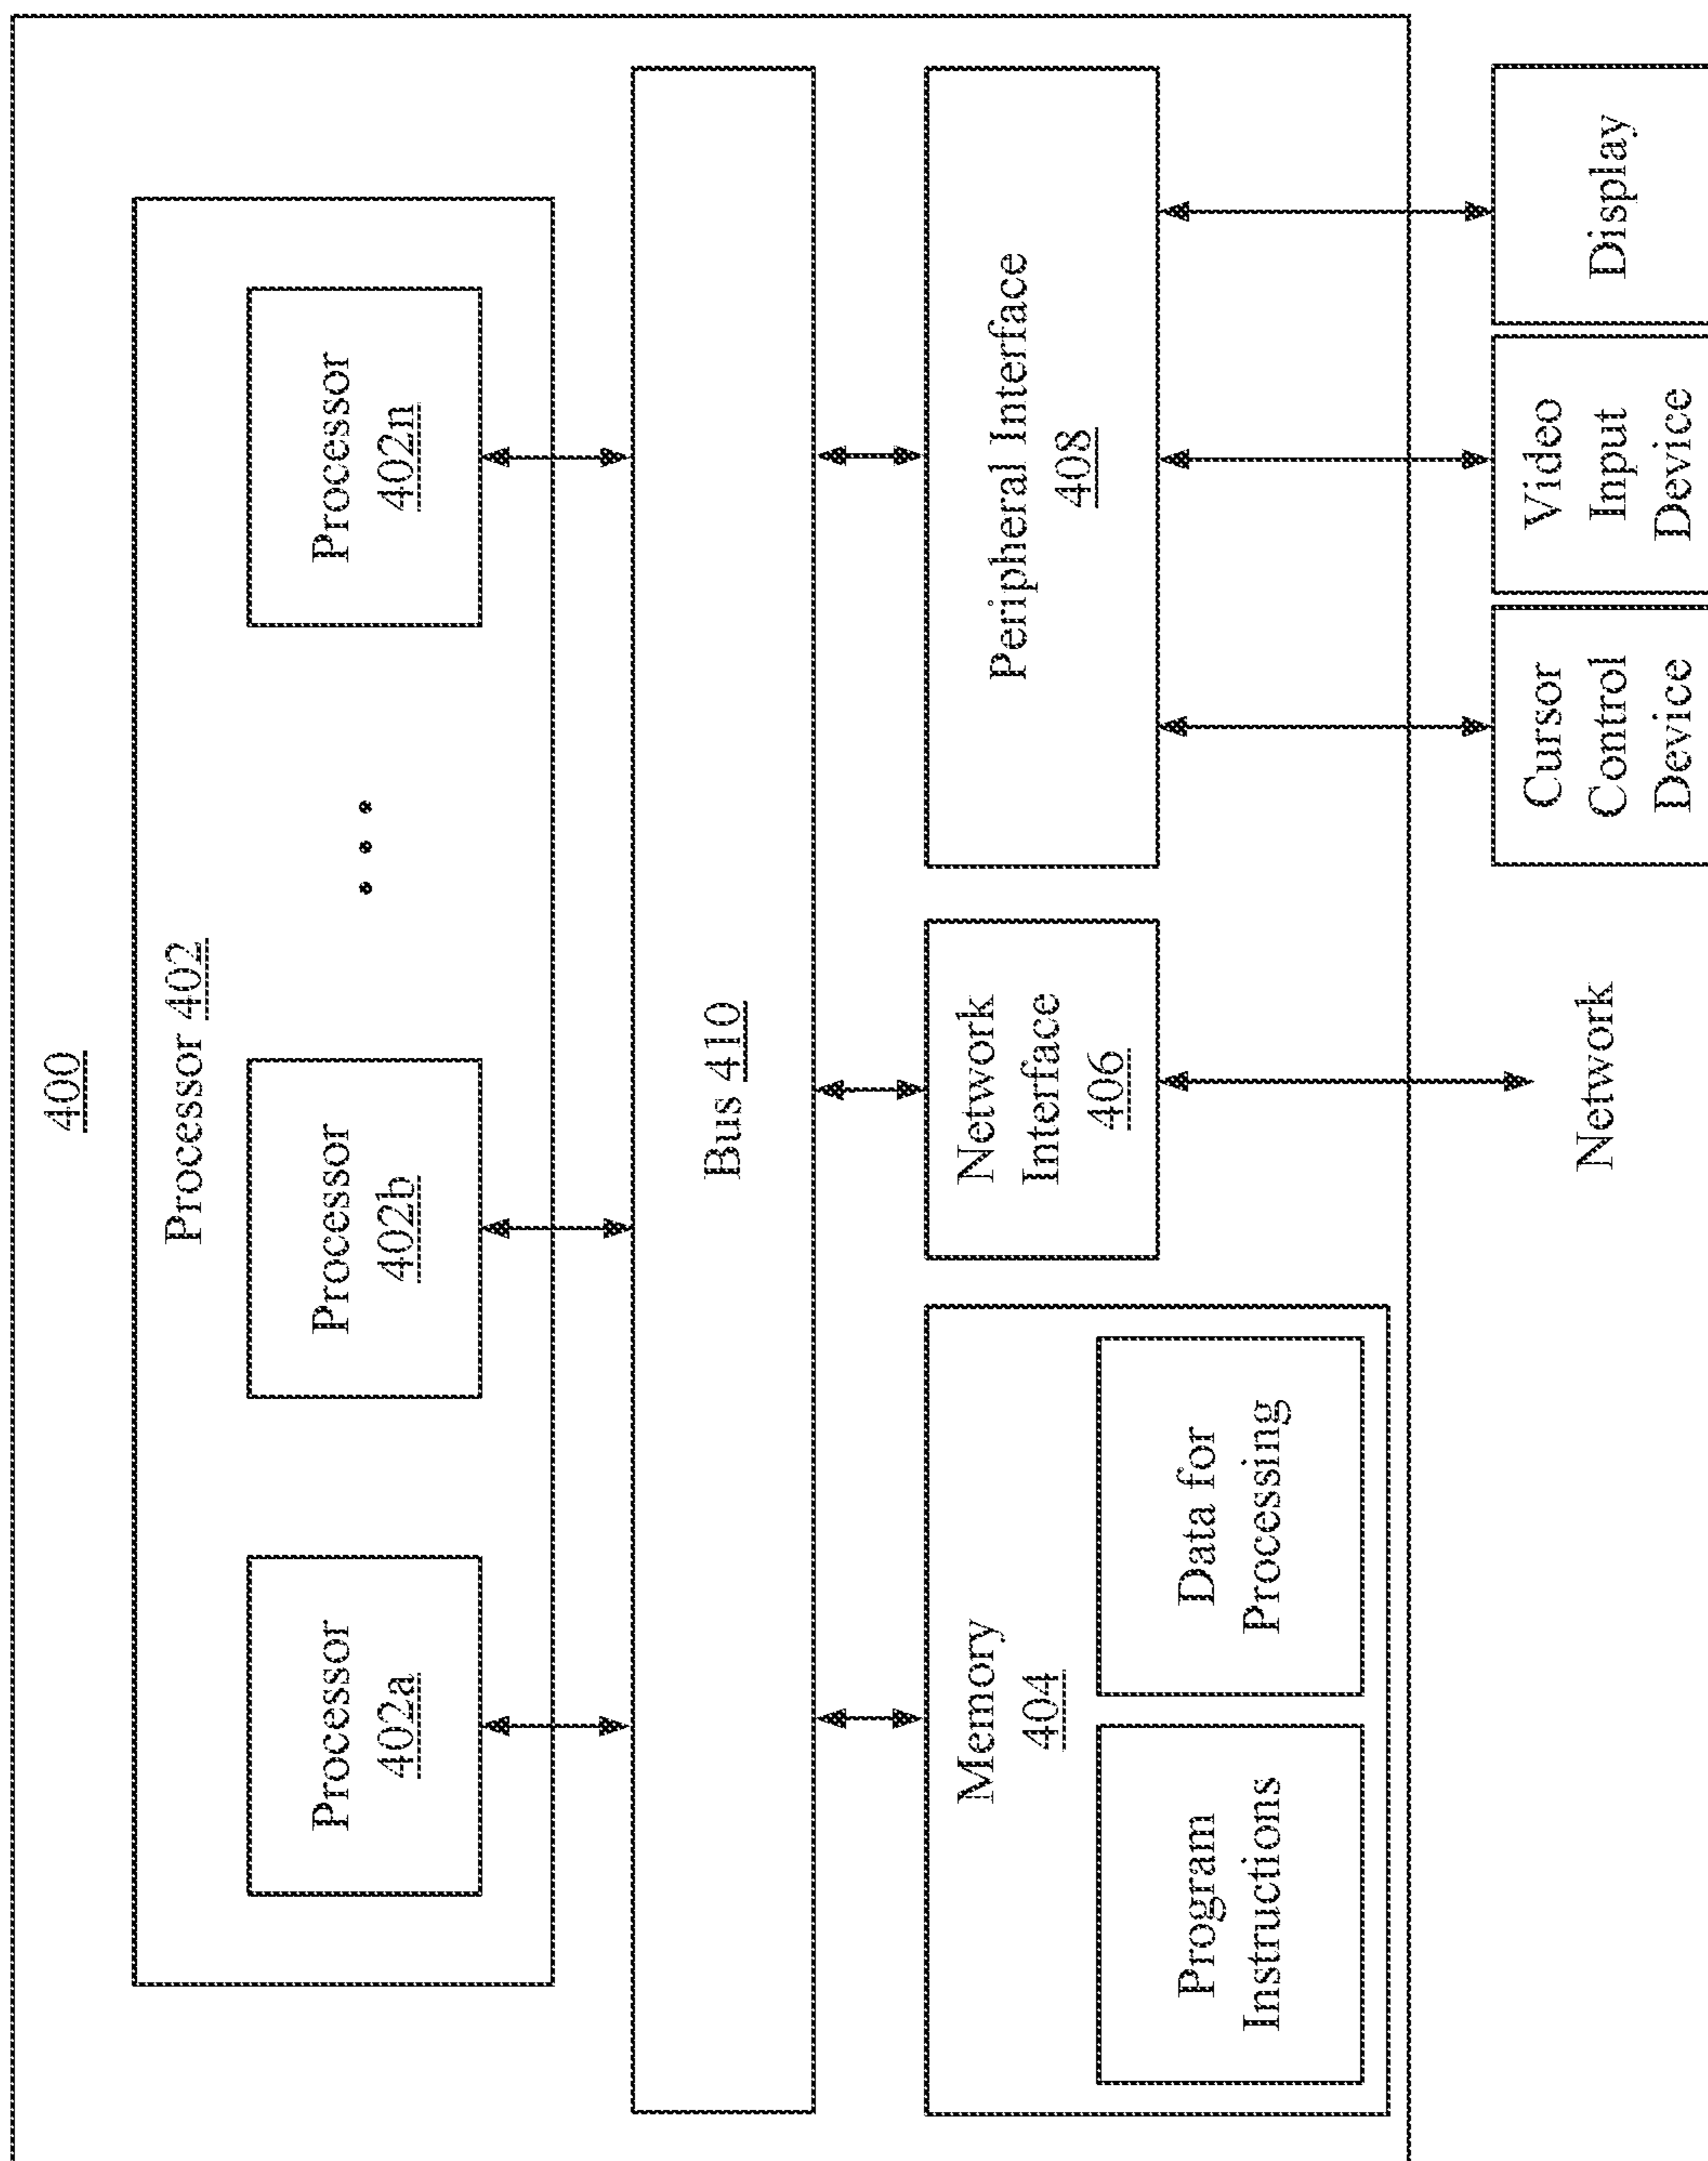 400
Processor 402
Processor
402a
Processor
402b
Processor
402n
Bus 410
Memory
404
Program
Instructions
Data for
Processing
Network
Interface
406
Peripheral Interface
408
Network
Cursor
Control
Device
Video
Input
Device
Display